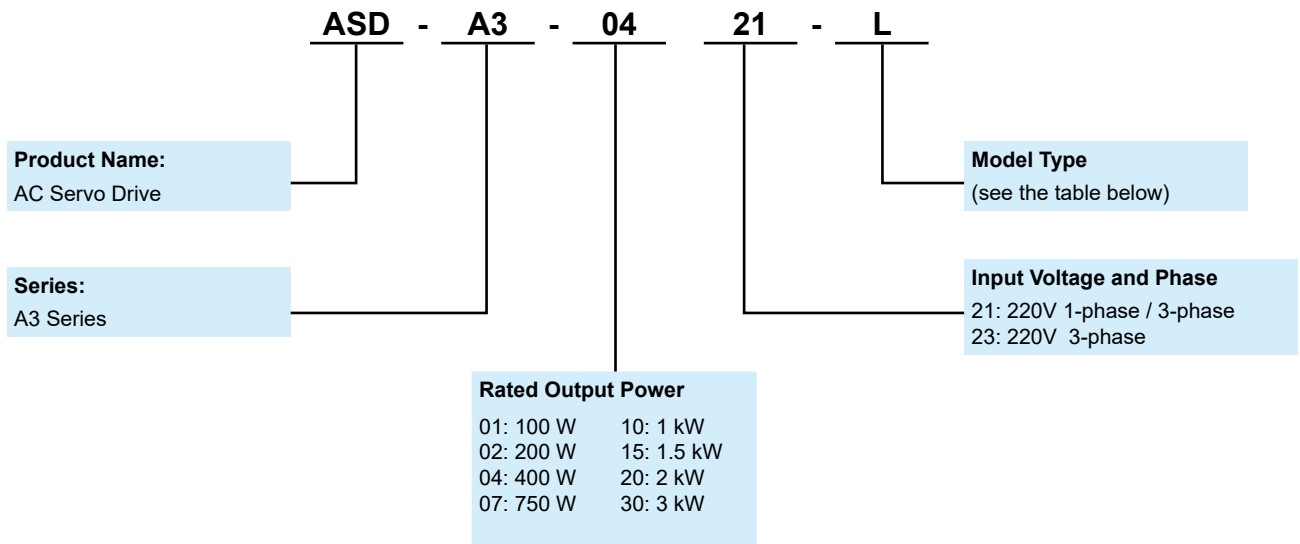 ASD - A3 - 04 21 - L
Product Name:
AC Servo Drive
Model Type
(see the table below)
Series:
A3 Series
Input Voltage and Phase
21: 220V 1-phase / 3-phase
23: 220V 3-phase
Rated Output Power
01: 100 W 10: 1 kW
02: 200 W 15: 1.5 kW
04: 400 W 20: 2 kW
07: 750 W 30: 3 kW